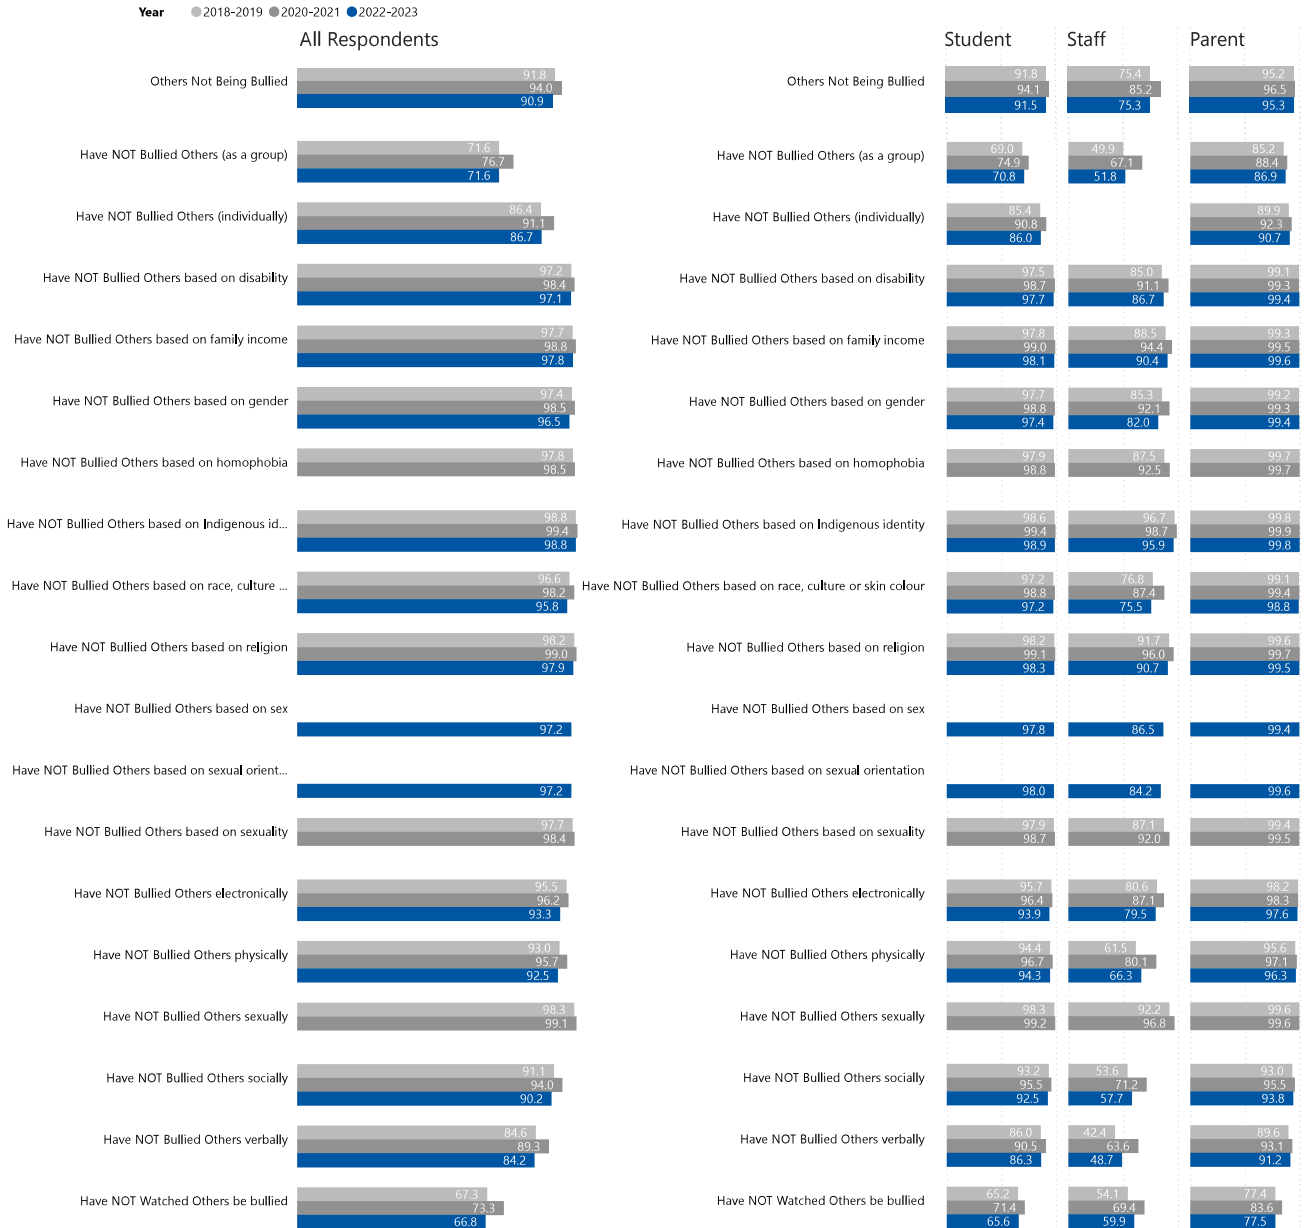 Year 2018-2019 2020-2021 2022-2023
All Respondents Student Staff Parent
Others Not Being Bullied 91.8 94.0 90.9 Others Not Being Bullied 91.8 94.1 91.5 75.4 85.2 75.3 95.2 96.5 95.3
Have NOT Bullied Others (as a group) 71.6 76.7 71.6 Have NOT Bullied Others (as a group) 69.0 74.9 70.8 49.9 67.1 51.8 85.2 88.4 86.9
Have NOT Bullied Others (individually) 86.4 91.1 86.7 Have NOT Bullied Others (individually) 85.4 90.8 86.0 89.9 92.3 90.7
Have NOT Bullied Others based on disability 97.2 98.4 97.1 Have NOT Bullied Others based on disability 97.5 98.7 97.7 85.0 91.1 86.7 99.1 99.3 99.4
Have NOT Bullied Others based on family income 97.7 98.8 97.8 Have NOT Bullied Others based on family income 97.8 99.0 98.1 88.5 94.4 90.4 99.3 99.5 99.6
Have NOT Bullied Others based on gender 97.4 98.5 96.5 Have NOT Bullied Others based on gender 97.7 98.8 97.4 85.3 92.1 82.0 99.2 99.3 99.4
Have NOT Bullied Others based on homophobia 97.8 98.5 Have NOT Bullied Others based on homophobia 97.9 98.8 87.5 92.5 99.7 99.7
Have NOT Bullied Others based on Indigenous id... 98.8 99.4 98.8 Have NOT Bullied Others based on Indigenous identity 98.6 99.4 98.9 96.7 98.7 95.9 99.8 99.9 99.8
Have NOT Bullied Others based on race, culture ... 96.6 98.2 95.8 Have NOT Bullied Others based on race, culture or skin colour 97.2 98.8 97.2 76.8 87.4 75.5 99.1 99.4 98.8
Have NOT Bullied Others based on religion 98.2 99.0 97.9 Have NOT Bullied Others based on religion 98.2 99.1 98.3 91.7 96.0 90.7 99.6 99.7 99.5
Have NOT Bullied Others based on sex 97.2 Have NOT Bullied Others based on sex 97.8 86.5 99.4
Have NOT Bullied Others based on sexual orient... 97.2 Have NOT Bullied Others based on sexual orientation 98.0 84.2 99.6
Have NOT Bullied Others based on sexuality 97.7 98.4 Have NOT Bullied Others based on sexuality 97.9 98.7 87.1 92.0 99.4 99.5
Have NOT Bullied Others electronically 95.5 96.2 93.3 Have NOT Bullied Others electronically 95.7 96.4 93.9 80.6 87.1 79.5 98.2 98.3 97.6
Have NOT Bullied Others physically 93.0 95.7 92.5 Have NOT Bullied Others physically 94.4 96.7 94.3 61.5 80.1 66.3 95.6 97.1 96.3
Have NOT Bullied Others sexually 98.3 99.1 Have NOT Bullied Others sexually 98.3 99.2 92.2 96.8 99.6 99.6
Have NOT Bullied Others socially 91.1 94.0 90.2 Have NOT Bullied Others socially 93.2 95.5 92.5 53.6 71.2 57.7 93.0 95.5 93.8
Have NOT Bullied Others verbally 84.6 89.3 84.2 Have NOT Bullied Others verbally 86.0 90.5 86.3 42.4 63.6 48.7 89.6 93.1 91.2
Have NOT Watched Others be bullied 67.3 73.3 66.8 Have NOT Watched Others be bullied 65.2 71.4 65.6 54.1 69.4 59.9 77.4 83.6 77.5